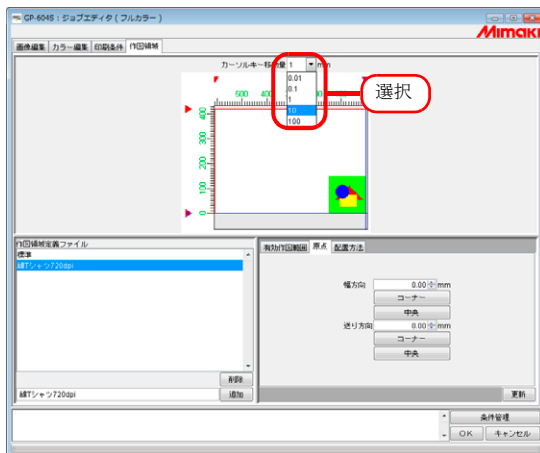 GP-604S : ジョブエディタ ( フルカラー )
Mimaki
画像編集 カラー編集 印刷条件 作図領域
カーソルキー移動量 1 mm
0.01
0.1
1
10
100
選択
600 400
400
300
200
100
0
作図領域定義ファイル
標準
綿Tシャツ720dpi
削除
綿Tシャツ720dpi 追加
有効作図範囲 原点 配置方法
幅方向 0.00 mm
コーナー
中央
送り方向 0.00 mm
コーナー
中央
更新
条件管理
OK キャンセル